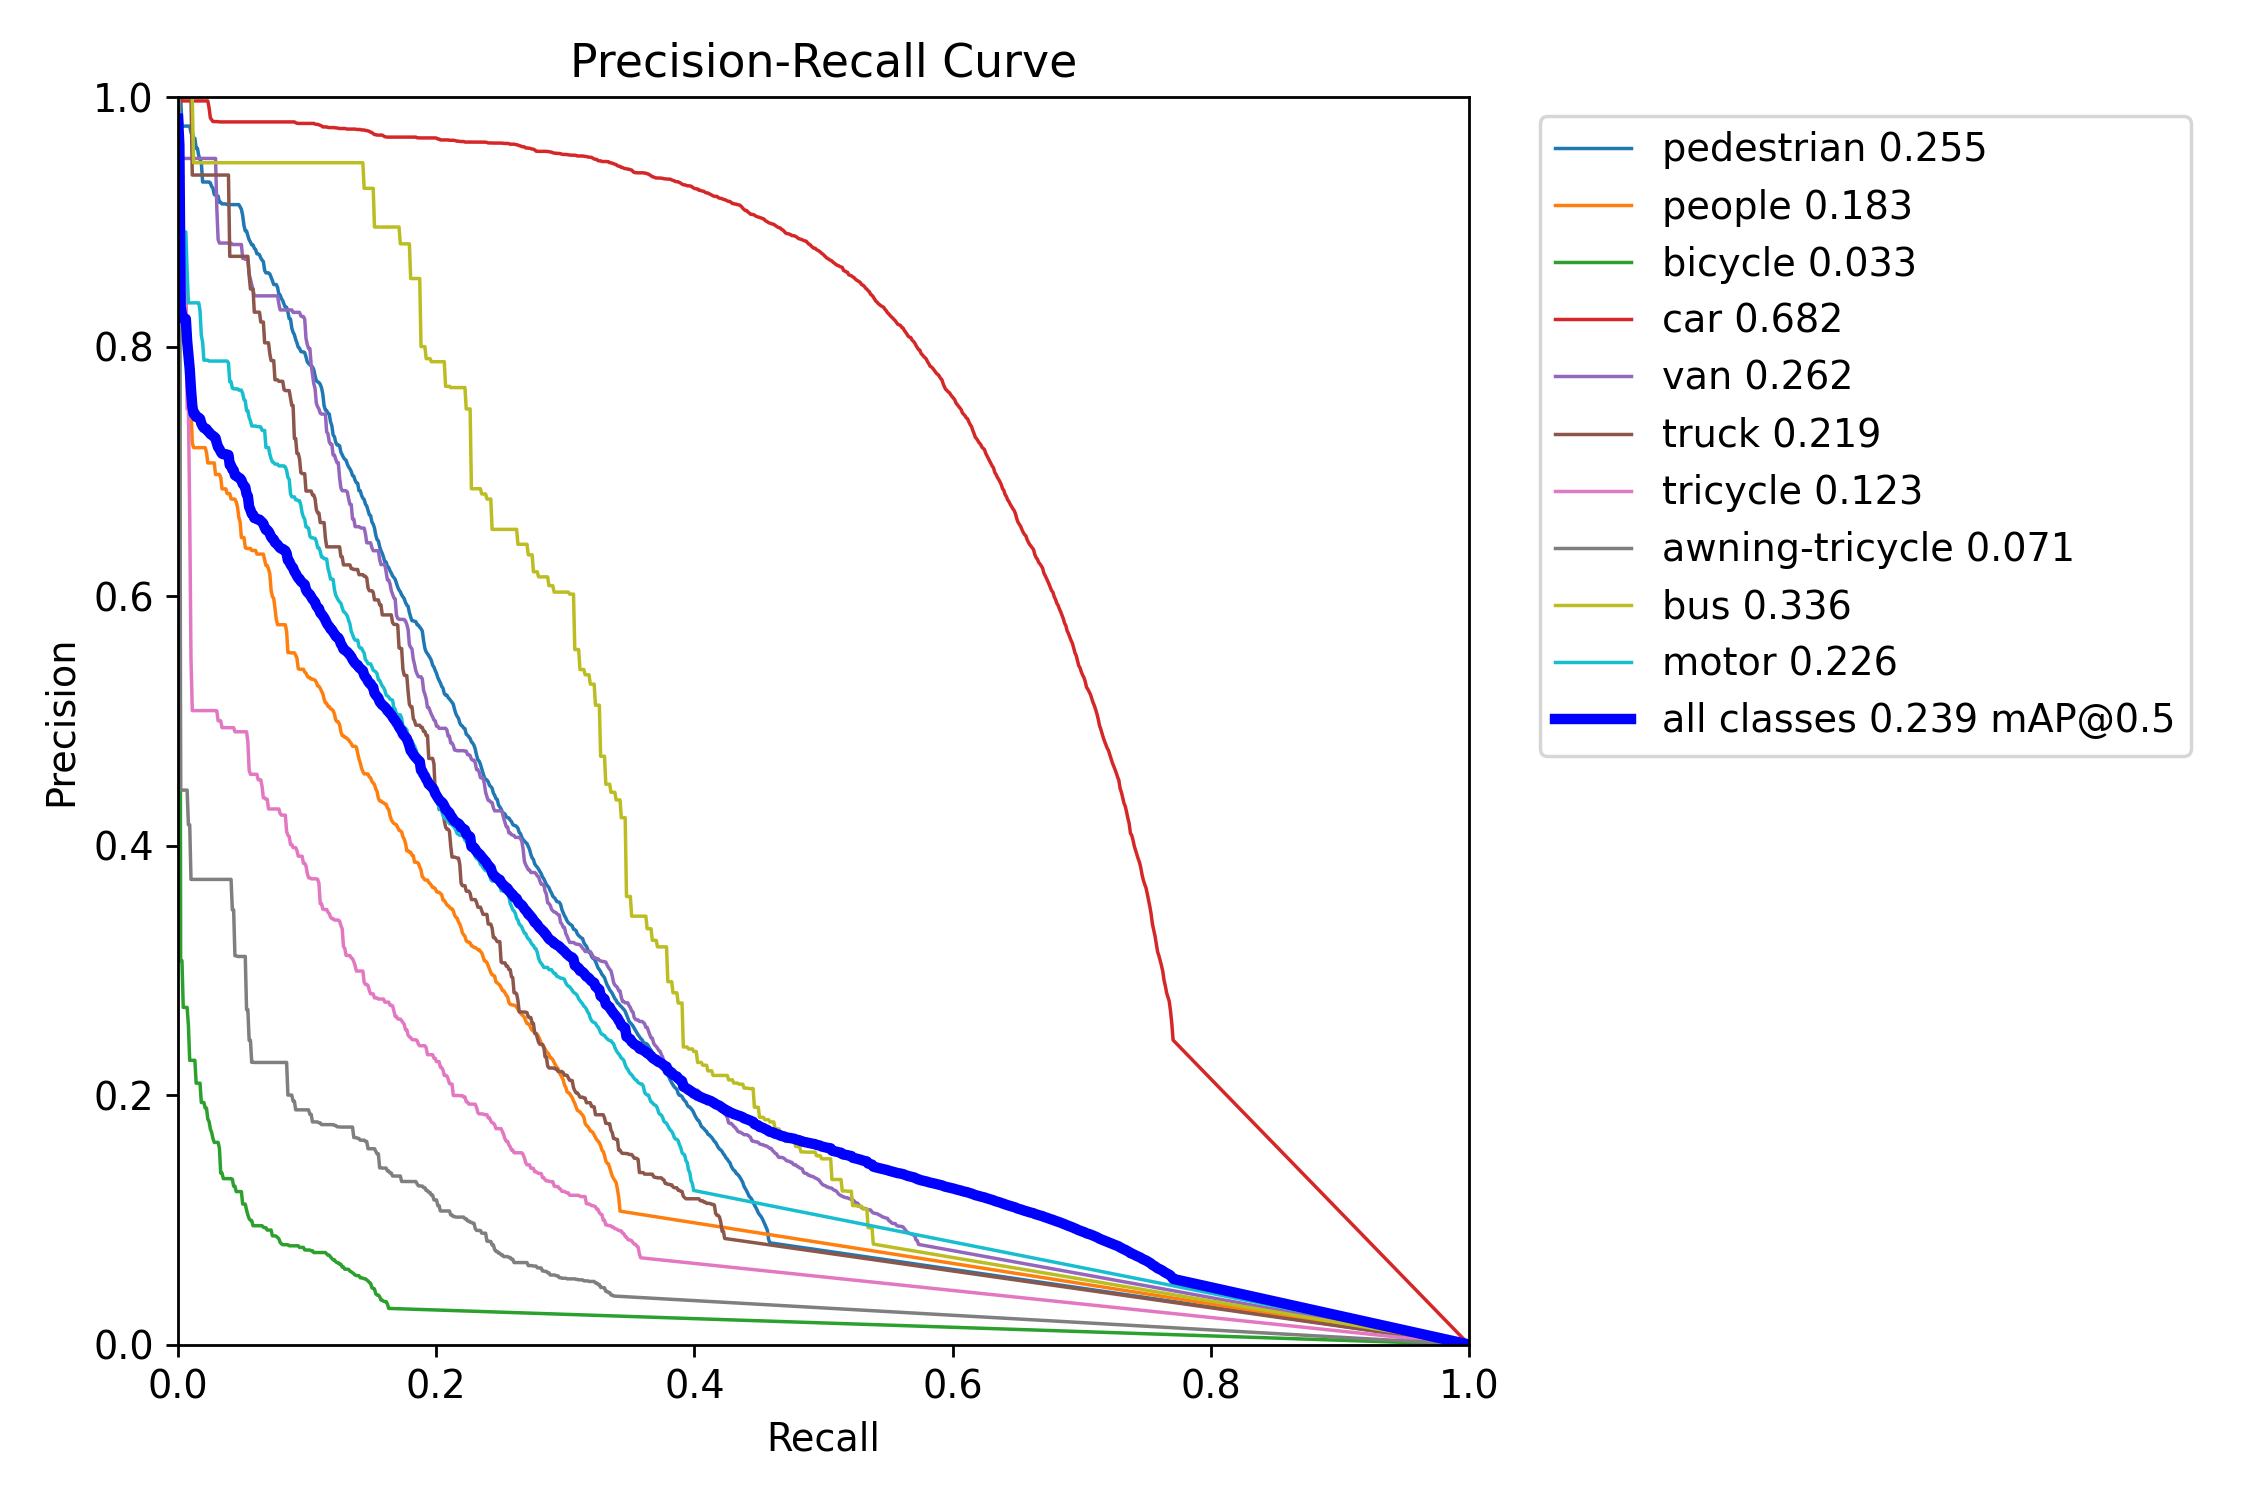 Precision-Recall Curve
1.0
0.8
0.6
0.4
0.2
0.0
Precision
0.0 0.2 0.4 0.6 0.8 1.0
Recall
pedestrian 0.255
people 0.183
bicycle 0.033
car 0.682
van 0.262
truck 0.219
tricycle 0.123
awning-tricycle 0.071
bus 0.336
motor 0.226
all classes 0.239 mAP@0.5